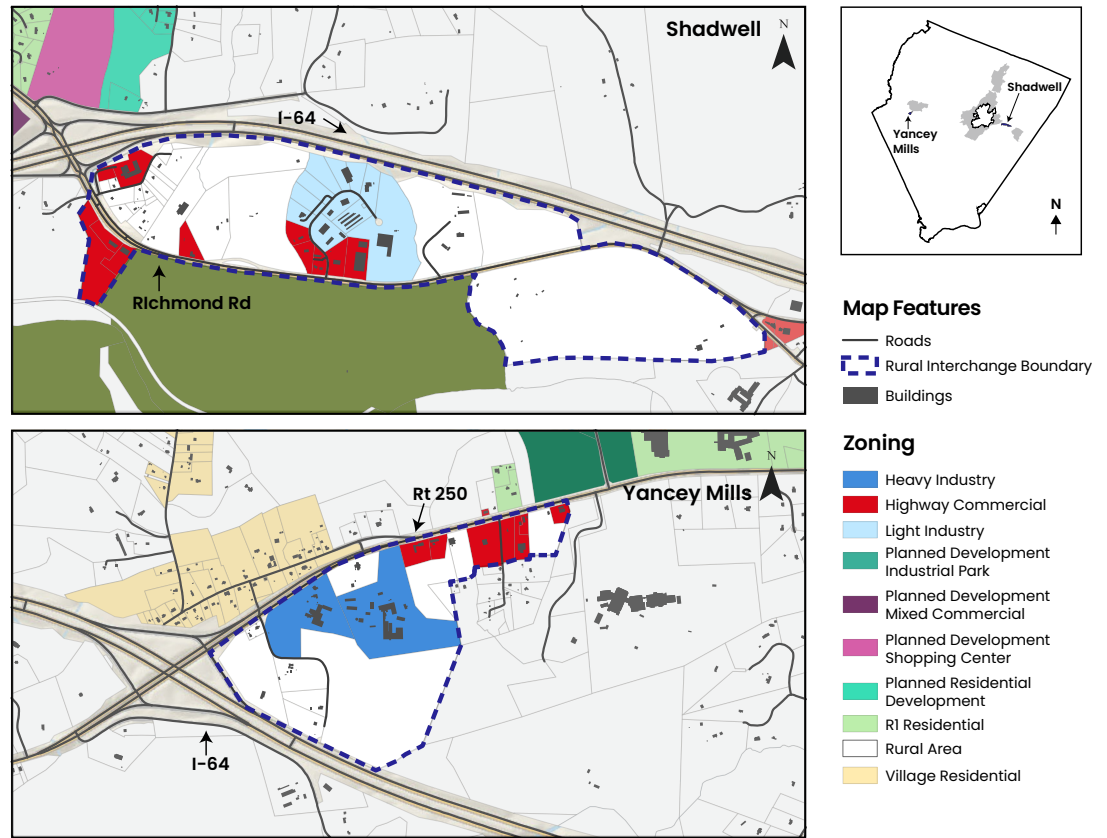 Shadwell
N
I-64
RIchmond Rd
Yancey Mills
N
Rt 250
I-64
Shadwell
Yancey
Mills
N
Map Features
Roads
Rural Interchange Boundary
Buildings
Zoning
Heavy Industry
Highway Commercial
Light Industry
Planned Development
Industrial Park
Planned Development
Mixed Commercial
Planned Development
Shopping Center
Planned Residential
Development
R1 Residential
Rural Area
Village Residential